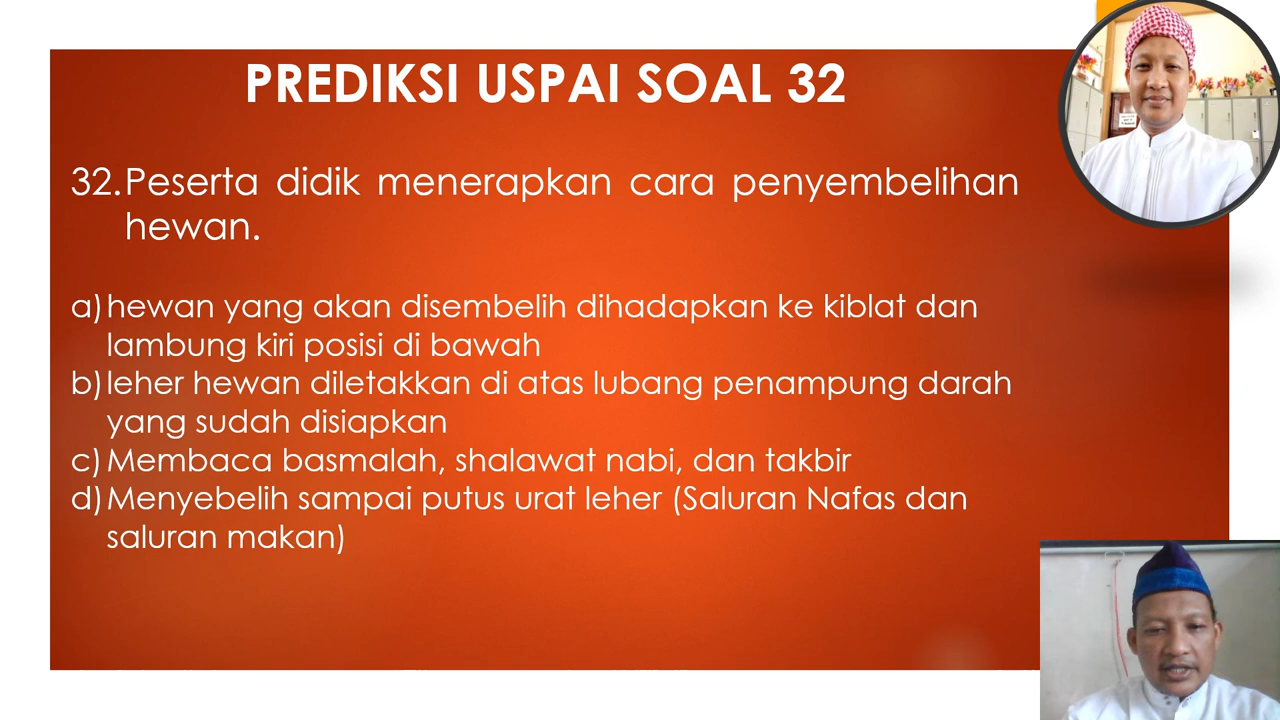 PREDIKSI USPAI SOAL 32
32.Peserta didik menerapkan cara penyembelihan
hewan.
a)hewan yang akan disembelih dihadapkan ke kiblat dan
lambung kiri posisi di bawah
b)leher hewan diletakkan di atas lubang penampung darah
yang sudah disiapkan
c)Membaca basmalah, shalawat nabi, dan takbir
d)Menyebelih sampai putus urat leher (Saluran Nafas dan
saluran makan)